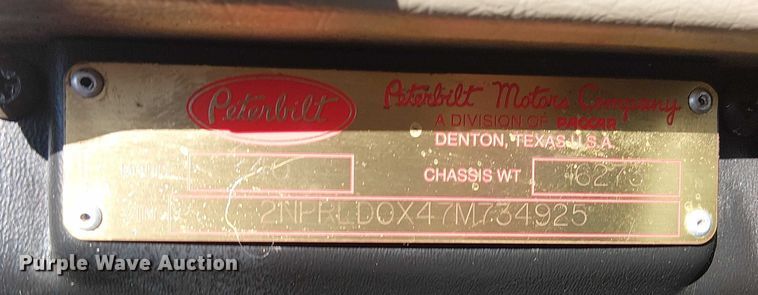 Peterbilt
Peterbilt Motors Company
A DIVISION OF PACCAR
DENTON, TEXAS U.S.A.
CHASSIS WT
2NPRLD0X47M734925
Purple Wave Auction